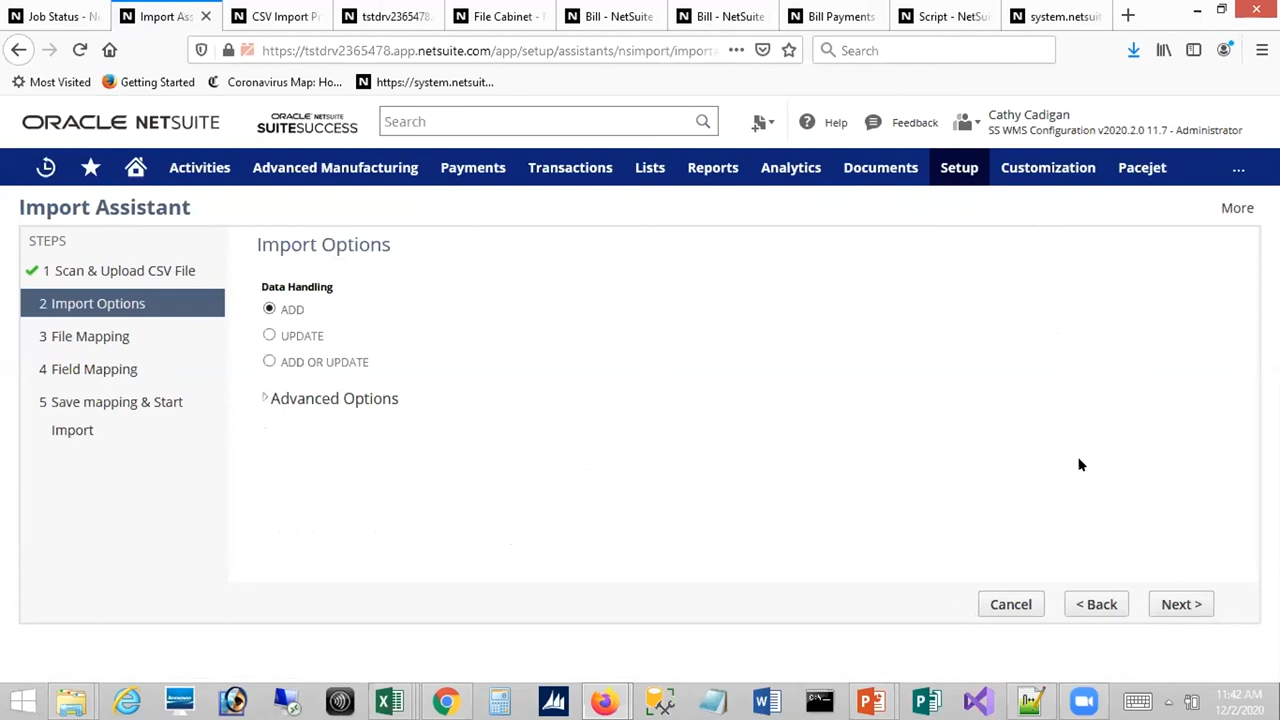 Job Status - N
Import Ass
CSV Import Pr
tstdrv2365478.
File Cabinet -
Bill - NetSuite
Bill - NetSuite
Bill Payments
Script - NetSu
system.netsuit
https://tstdrv2365478.app.netsuite.com/app/setup/assistants/nsimport/importa
Search
Most Visited
Getting Started
Coronavirus Map: Ho...
https://system.netsuit...
ORACLE NETSUITE
ORACLE NETSUITE
SUITESUCCESS
Search
Help
Feedback
Cathy Cadigan
SS WMS Configuration v2020.2.0 11.7 - Administrator
Activities
Advanced Manufacturing
Payments
Transactions
Lists
Reports
Analytics
Documents
Setup
Customization
Pacejet
...
Import Assistant
More
STEPS
1 Scan & Upload CSV File
2 Import Options
3 File Mapping
4 Field Mapping
5 Save mapping & Start
Import
Import Options
Data Handling
ADD
UPDATE
ADD OR UPDATE
Advanced Options
Cancel
< Back
Next >
11:42 AM
12/2/2020